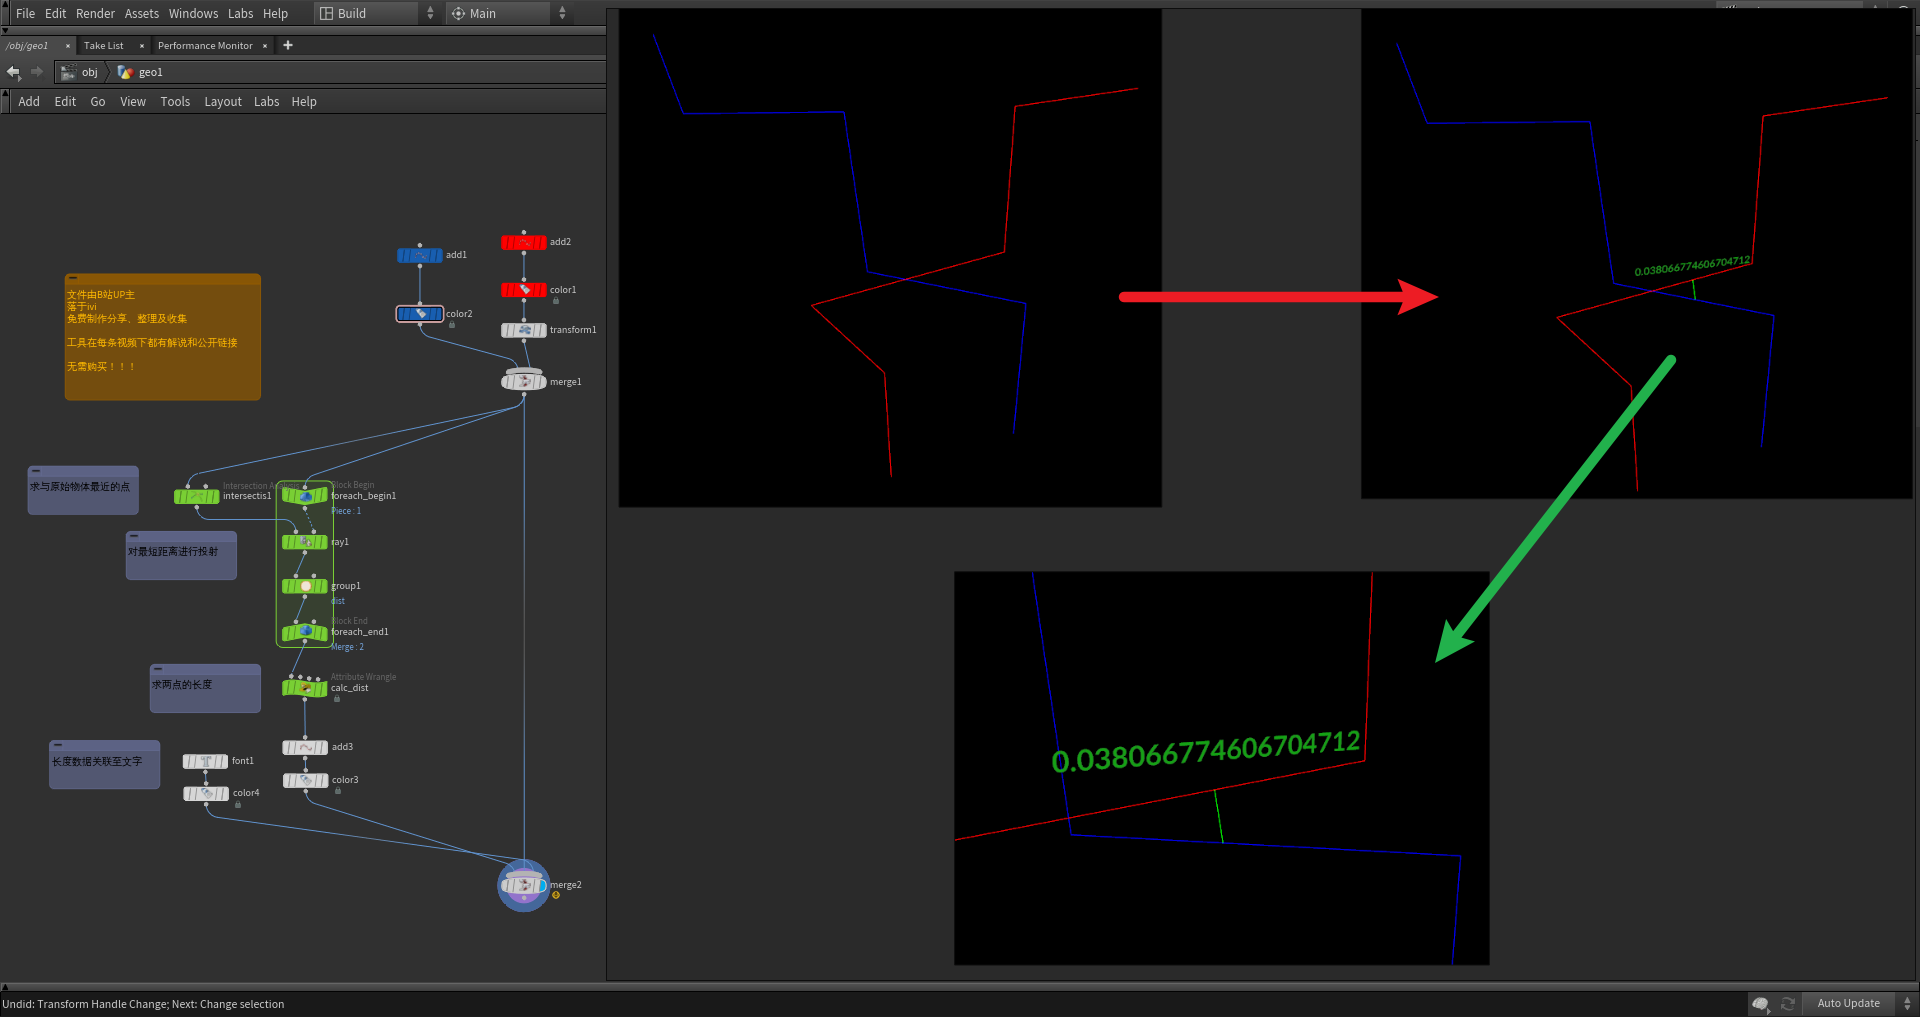 File Edit Render Assets Windows Labs Help
Build
Main
/obj/geo1
Take List
Performance Monitor
obj
geo1
Add Edit Go View Tools Layout Labs Help
add1
add2
color2
color1
transform1
merge1
文件由B站UP主
落于ivi
免费制作分享、整理及收集
工具在每条视频下都有解说和公开链接
无需购买！！！
求与原始物体最近的点
Intersection Analysis
intersectis1
Block Begin
foreach_begin1
Piece : 1
对最短距离进行投射
ray1
group1
dist
Block End
foreach_end1
Merge : 2
求两点的长度
Attribute Wrangle
calc_dist
长度数据关联至文字
font1
color4
add3
color3
merge2
0.038066774606704712
0.038066774606704712
Undid: Transform Handle Change; Next: Change selection
Auto Update